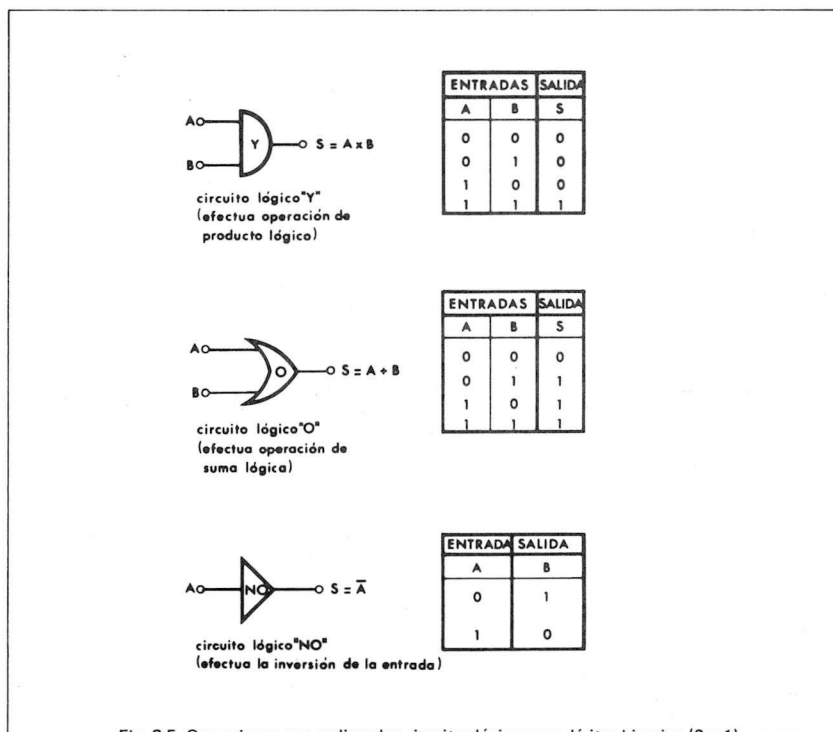 ENTRADAS SALIDA
A B S
A
Y
S = A x B
0 0 0
B
0 1 0
1 0 0
1 1 1
circuito lógico "Y"
(efectua operación de
producto lógico)
ENTRADAS SALIDA
A B S
A
O
S = A + B
0 0 0
B
0 1 1
1 0 1
1 1 1
circuito lógico "O"
(efectua operación de
suma lógica)
ENTRADA SALIDA
A B
A
NO
S = A̅
0 1
1 0
circuito lógico "NO"
(efectua la inversión de la entrada)